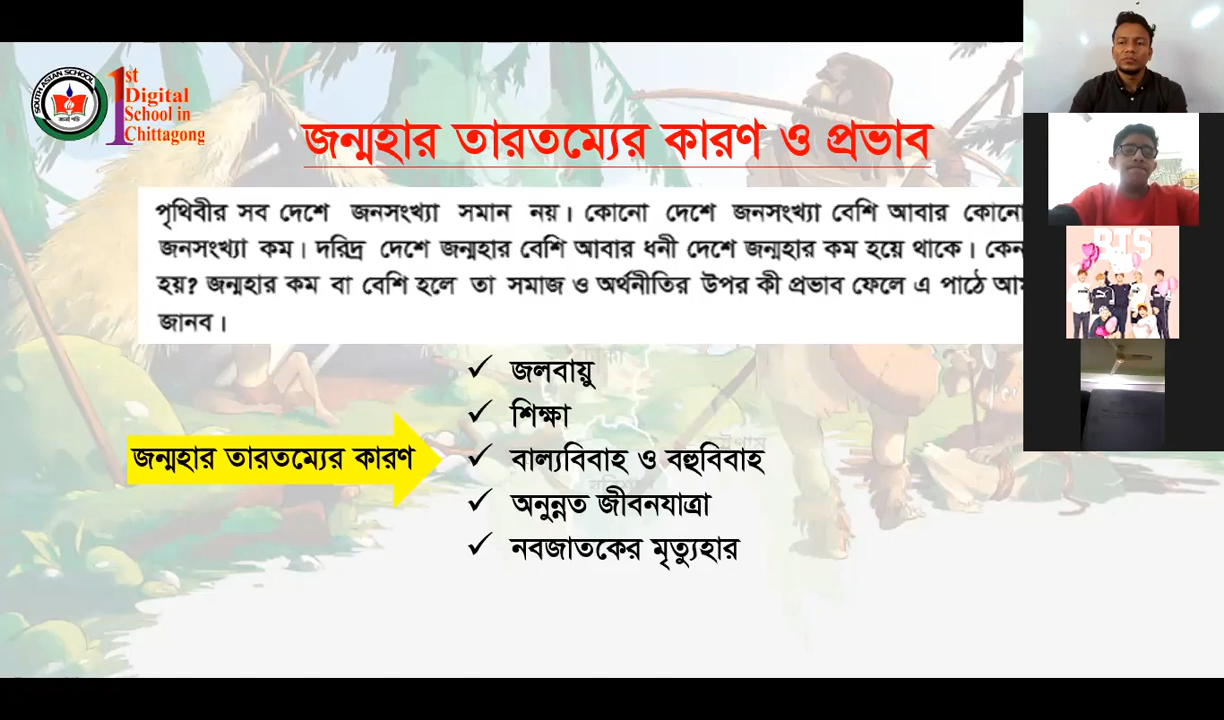 SOUTH ASIAN SCHOOL
1st
Digital
School in
Chittagong
জন্মহার তারতম্যের কারণ ও প্রভাব
পৃথিবীর সব দেশে জনসংখ্যা সমান নয়। কোনো দেশে জনসংখ্যা বেশি আবার কোনো
জনসংখ্যা কম। দরিদ্র দেশে জন্মহার বেশি আবার ধনী দেশে জন্মহার কম হয়ে থাকে। কেন
হয়? জন্মহার কম বা বেশি হলে তা সমাজ ও অর্থনীতির উপর কী প্রভাব ফেলে এ পাঠে
জানব।
✓ জলবায়ু
✓ শিক্ষা
জন্মহার তারতম্যের কারণ
✓ বাল্যবিবাহ ও বহুবিবাহ
✓ অনুন্নত জীবনযাত্রা
✓ নবজাতকের মৃত্যুহার
BTS